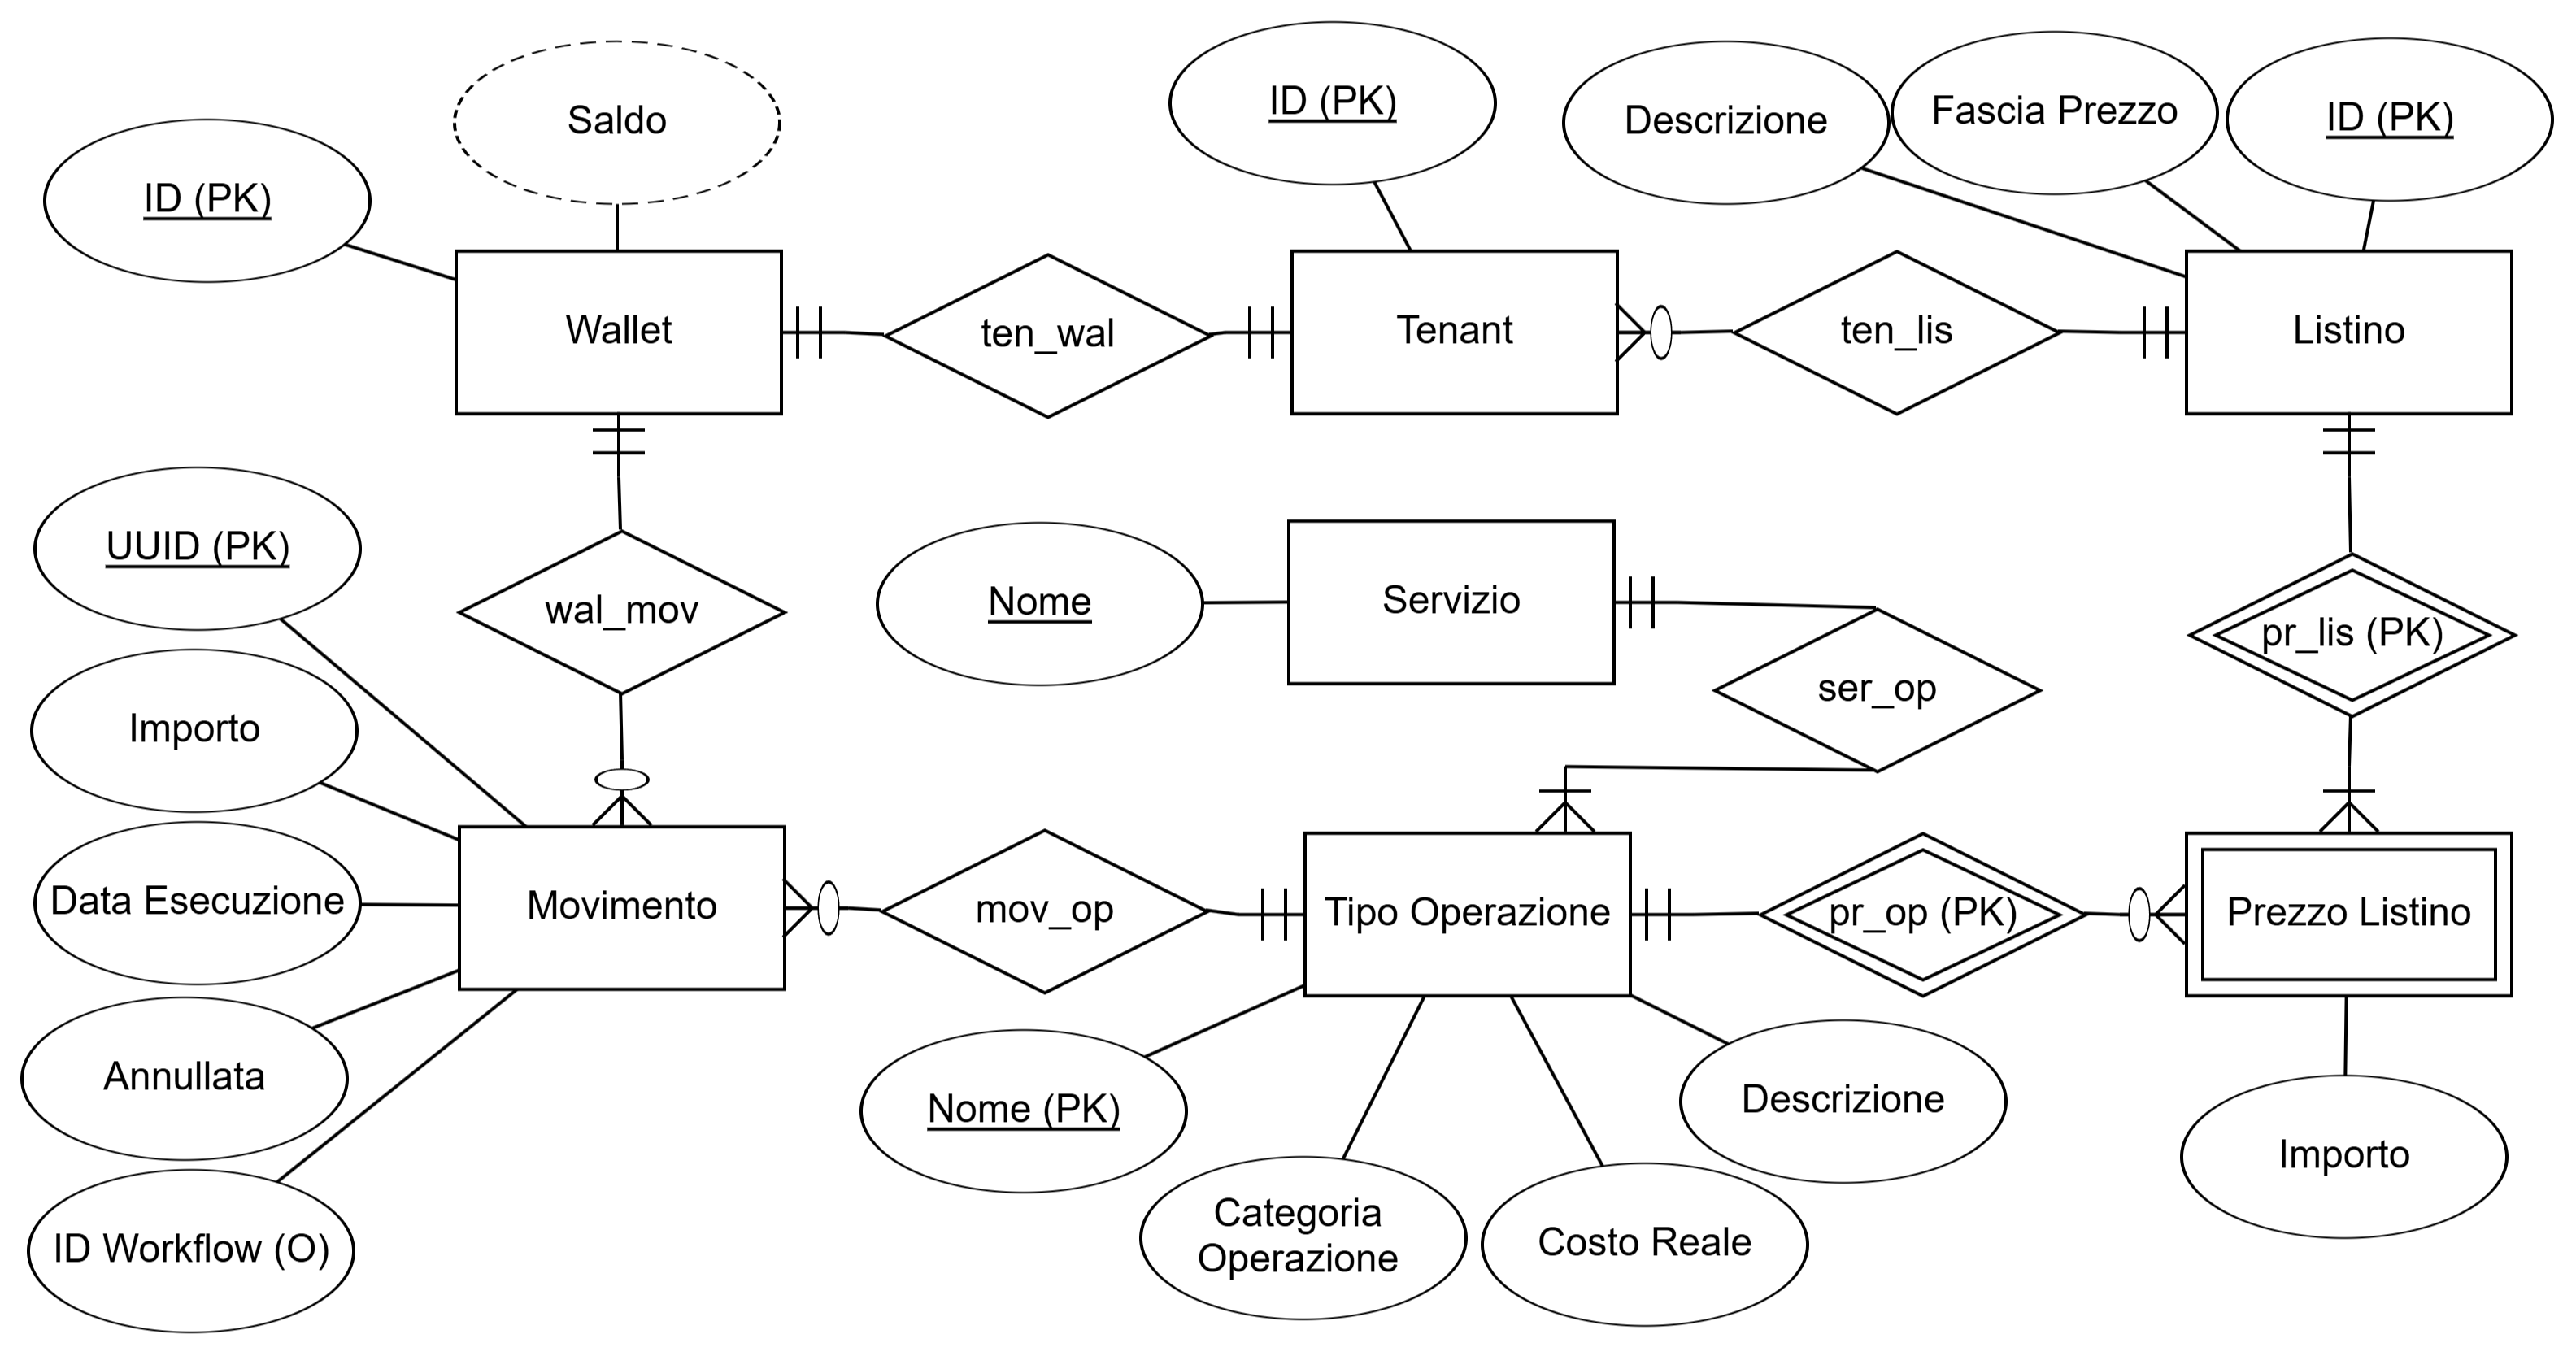 Saldo
ID (PK)
ID (PK)
Descrizione
Fascia Prezzo
ID (PK)
Wallet
ten_wal
Tenant
ten_lis
Listino
UUID (PK)
wal_mov
Nome
Servizio
ser_op
pr_lis (PK)
Importo
Data Esecuzione
Movimento
mov_op
Tipo Operazione
pr_op (PK)
Prezzo Listino
Annullata
Nome (PK)
Descrizione
Importo
ID Workflow (O)
Categoria
Operazione
Costo Reale